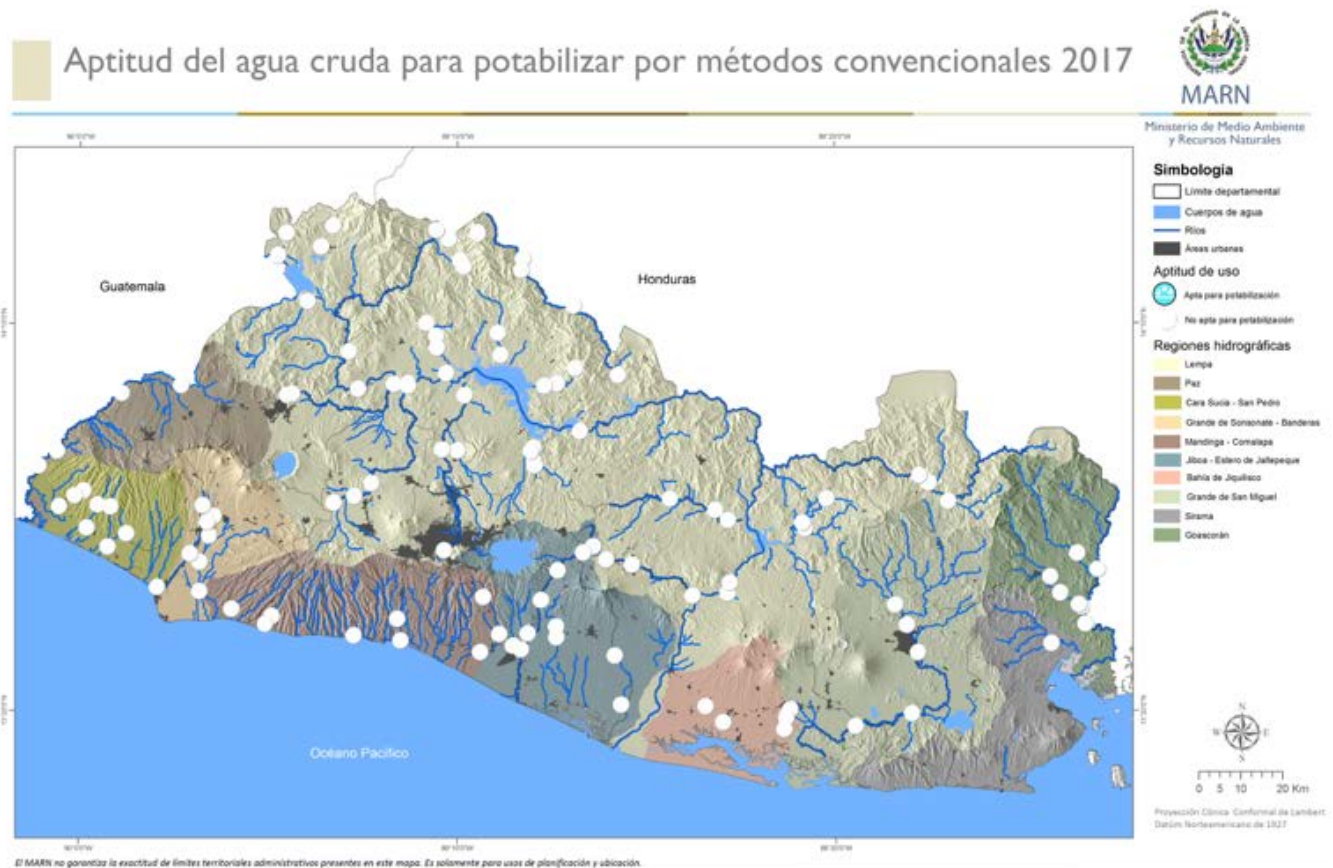 Aptitud del agua cruda para potabilizar por métodos convencionales 2017
MARN
Ministerio de Medio Ambiente
y Recursos Naturales
Guatemala
Honduras
Océano Pacífico
Simbología
Límite departamental
Cuerpos de agua
Ríos
Áreas urbanas
Aptitud de uso
Apta para potabilización
No apta para potabilización
Regiones hidrográficas
Lempa
Paz
Cara Sucia - San Pedro
Grande de Sonsonate - Banderas
Mandinga - Comalapa
Jiboa - Estero de Jaltepeque
Bahía de Jiquilisco
Grande de San Miguel
Sirama
Goascorán
N
W E
S
0 5 10 20 Km
Proyección Cónica Conformal de Lambert
Datúm Norteamericano de 1927
El MARN no garantiza la exactitud de límites territoriales administrativos presentes en este mapa. Es solamente para usos de planificación y ubicación.